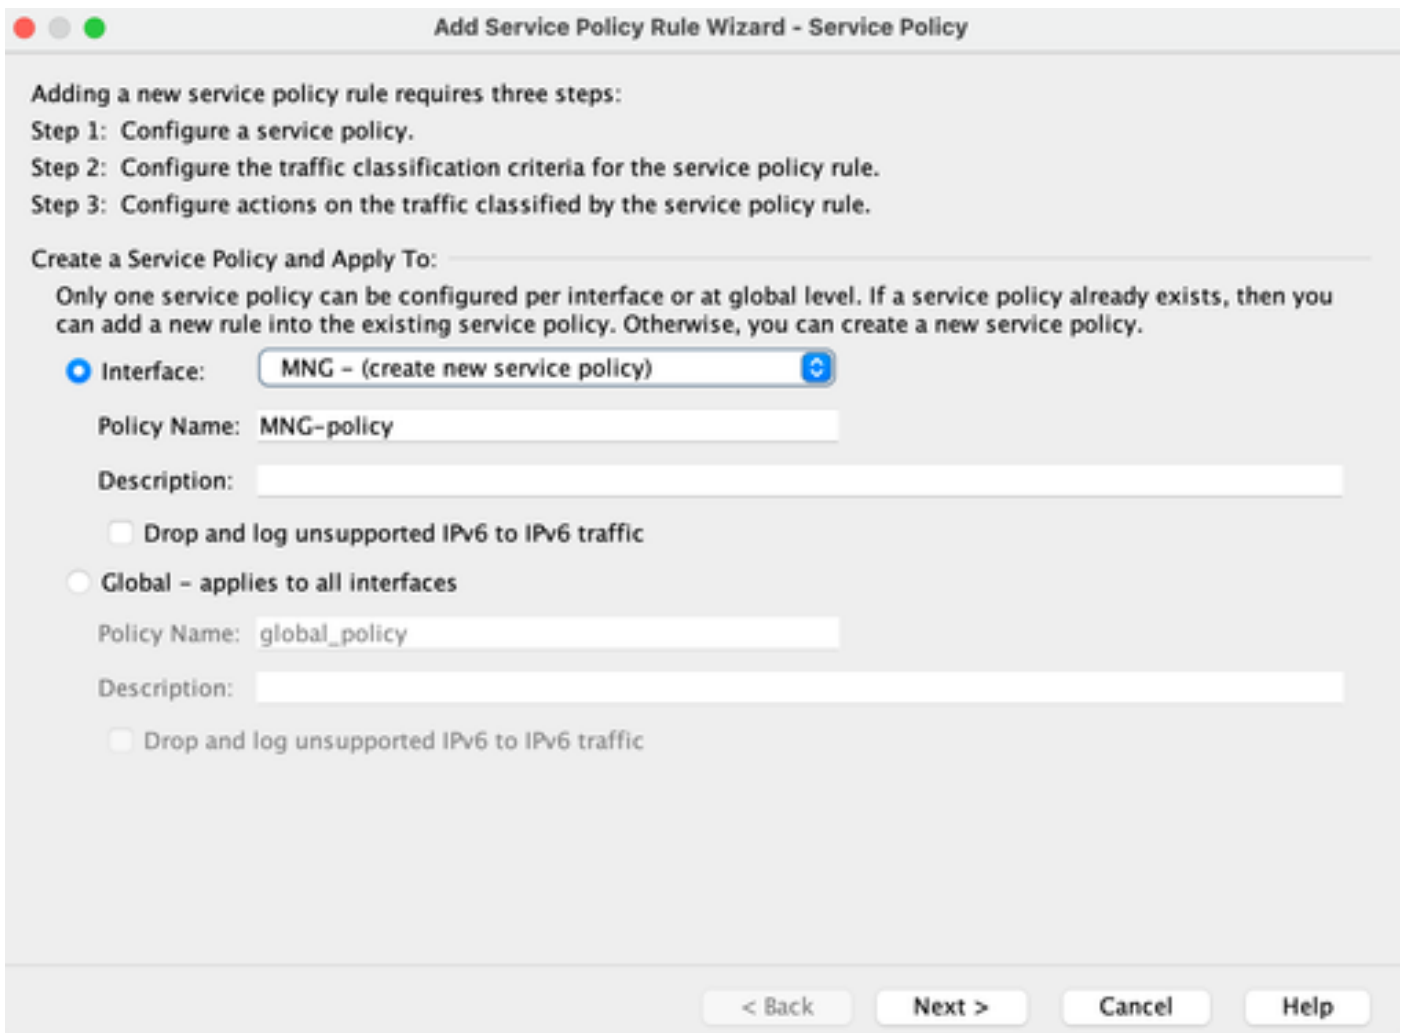 Add Service Policy Rule Wizard - Service Policy
Adding a new service policy rule requires three steps:
Step 1: Configure a service policy.
Step 2: Configure the traffic classification criteria for the service policy rule.
Step 3: Configure actions on the traffic classified by the service policy rule.
Create a Service Policy and Apply To:
Only one service policy can be configured per interface or at global level. If a service policy already exists, then you
can add a new rule into the existing service policy. Otherwise, you can create a new service policy.
Interface: MNG - (create new service policy)
Policy Name: MNG-policy
Description:
Drop and log unsupported IPv6 to IPv6 traffic
Global - applies to all interfaces
Policy Name: global_policy
Description:
Drop and log unsupported IPv6 to IPv6 traffic
< Back Next > Cancel Help